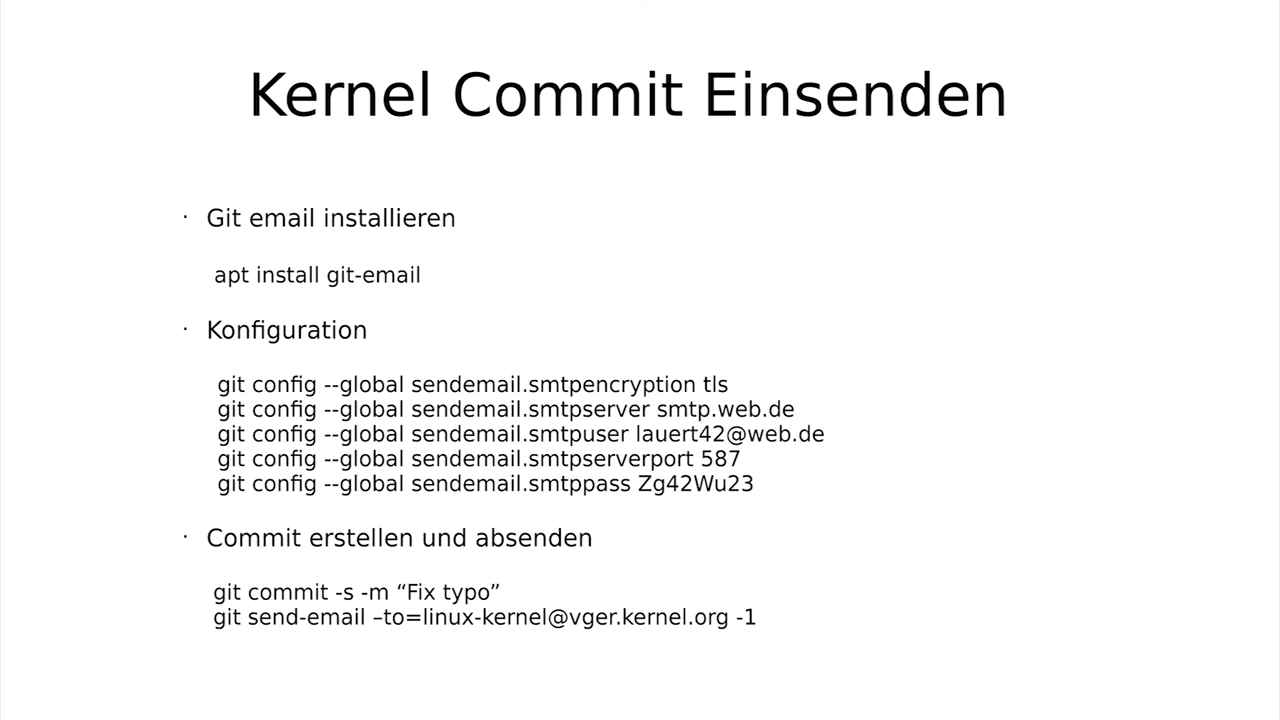 Kernel Commit Einsenden
· Git email installieren
apt install git-email
· Konfiguration
git config --global sendemail.smtpencryption tls
git config --global sendemail.smtpserver smtp.web.de
git config --global sendemail.smtpuser lauert42@web.de
git config --global sendemail.smtpserverport 587
git config --global sendemail.smtppass Zg42Wu23
· Commit erstellen und absenden
git commit -s -m “Fix typo”
git send-email –to=linux-kernel@vger.kernel.org -1